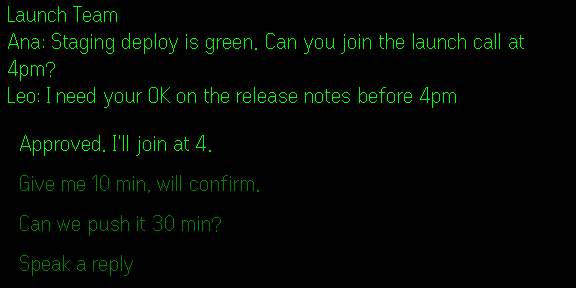 Launch Team
Ana: Staging deploy is green. Can you join the launch call at
4pm?
Leo: I need your OK on the release notes before 4pm
Approved. I'll join at 4.
Give me 10 min, will confirm.
Can we push it 30 min?
Speak a reply